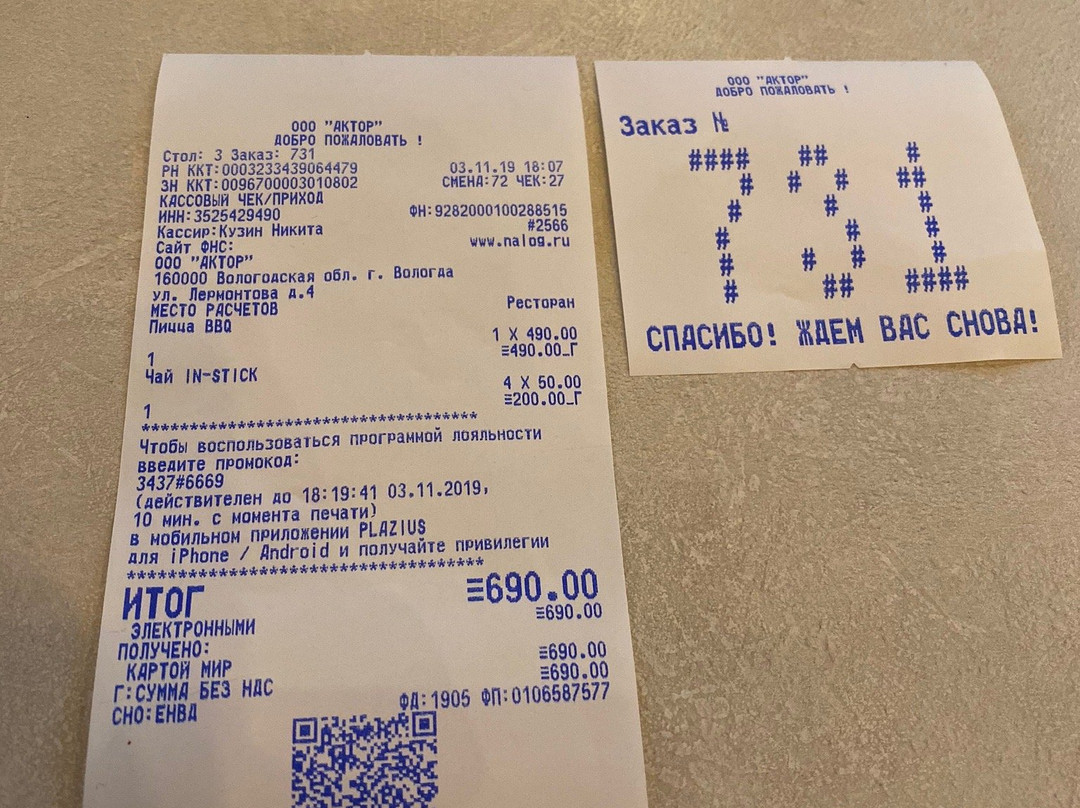 ООО "АКТОР"
ДОБРО ПОЖАЛОВАТЬ !
Стол: 3 Заказ: 731
РН ККТ:0003233439064479 03.11.19 18:07
ЗН ККТ:0096700003010802 СМЕНА:72 ЧЕК:27
КАССОВЫЙ ЧЕК/ПРИХОД
ИНН:3525429490 ФН:9282000100288515
Кассир:Кузин Никита #2566
Сайт ФНС: www.nalog.ru
ООО "АКТОР"
160000 Вологодская обл. г. Вологда
ул. Лермонтова д.4
МЕСТО РАСЧЕТОВ Ресторан
Пицца BBQ
1 X 490.00
1 ≡490.00_Г
Чай IN-STICK
4 X 50.00
1 ≡200.00_Г
************************************
Чтобы воспользоваться программой лояльности
введите промокод:
3437#6669
(действителен до 18:19:41 03.11.2019,
10 мин. с момента печати)
в мобильном приложении PLAZIUS
для iPhone / Android и получайте привилегии
************************************
ИТОГ ≡690.00
ЭЛЕКТРОННЫМИ ≡690.00
ПОЛУЧЕНО:
КАРТОЙ МИР ≡690.00
Г:СУММА БЕЗ НДС ≡690.00
СНО:ЕНВД ФД:1905 ФП:0106587577
ООО "АКТОР"
ДОБРО ПОЖАЛОВАТЬ !
Заказ №
731
СПАСИБО! ЖДЕМ ВАС СНОВА!